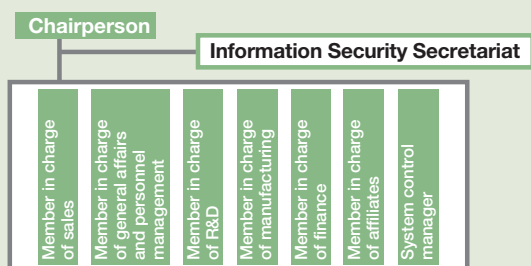 Chairperson
Information Security Secretariat
Member in charge
of sales
Member in charge
of general affairs
and personnel
management
Member in charge
of R&D
Member in charge
of manufacturing
Member in charge
of finance
Member in charge
of affiliates
System control
manager